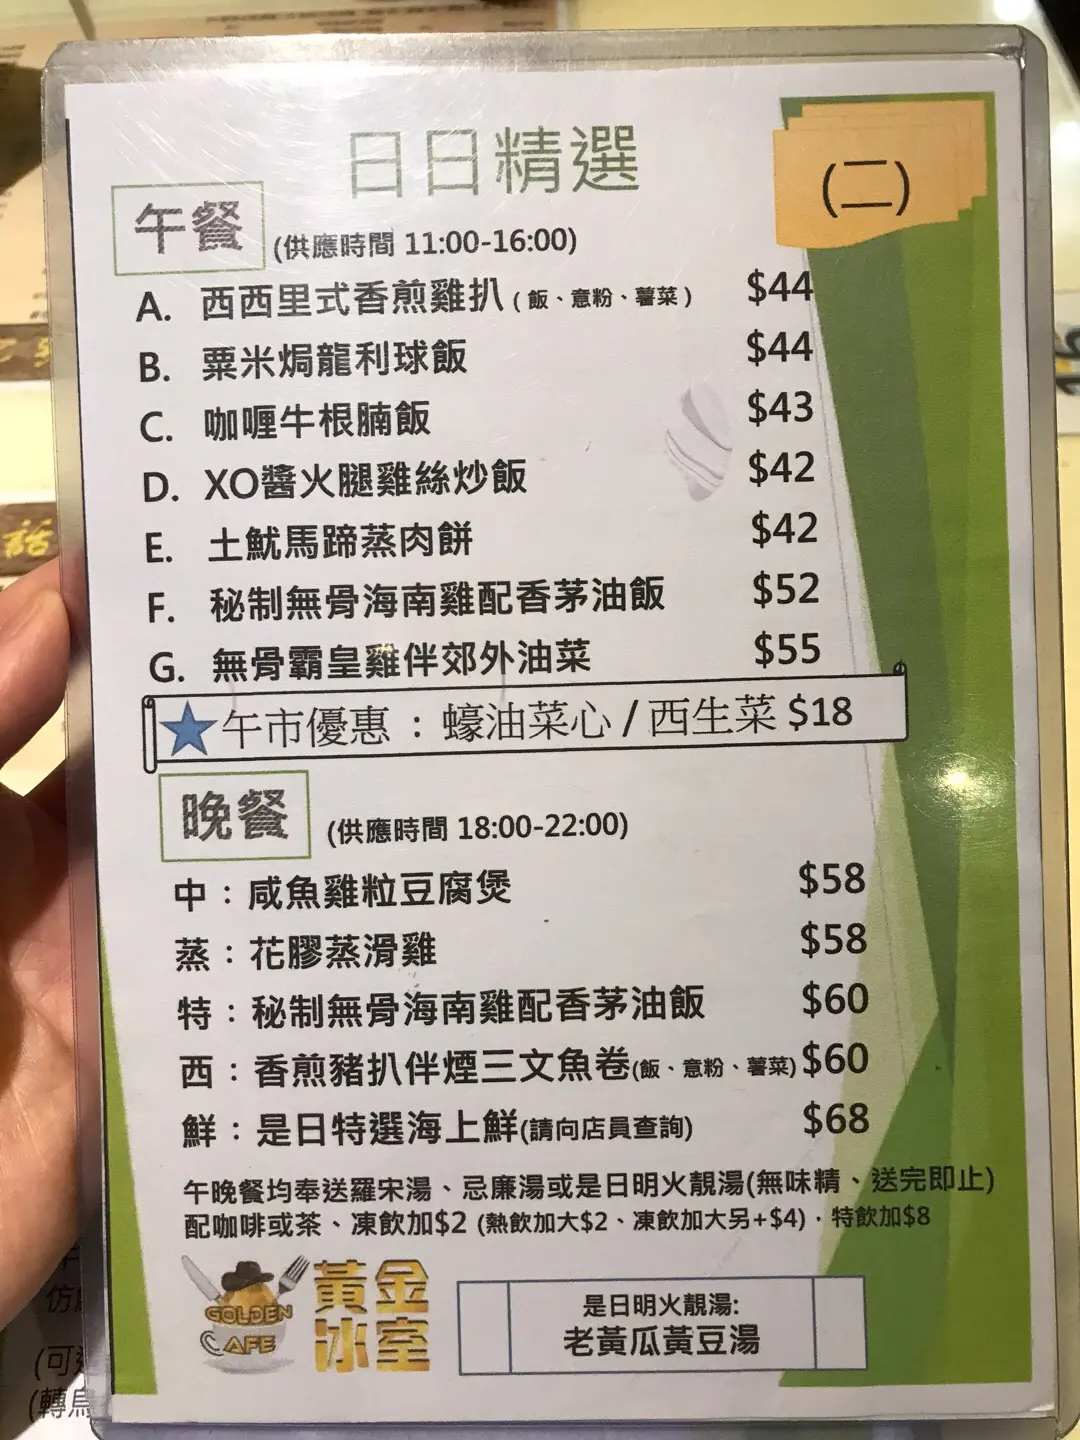 日日精選
(二)
午餐 (供應時間 11:00-16:00)
A. 西西里式香煎雞扒 (飯、意粉、薯菜) $44
B. 粟米焗龍利球飯 $44
C. 咖喱牛根腩飯 $43
D. XO醬火腿雞絲炒飯 $42
E. 土魷馬蹄蒸肉餅 $42
F. 秘制無骨海南雞配香茅油飯 $52
G. 無骨霸皇雞伴郊外油菜 $55
午市優惠：蠔油菜心 / 西生菜 $18
晚餐 (供應時間 18:00-22:00)
中：咸魚雞粒豆腐煲 $58
蒸：花膠蒸滑雞 $58
特：秘制無骨海南雞配香茅油飯 $60
西：香煎豬扒伴煙三文魚卷(飯、意粉、薯菜) $60
鮮：是日特選海上鮮(請向店員查詢) $68
午晚餐均奉送羅宋湯、忌廉湯或是日明火靚湯(無味精、送完即止)
配咖啡或茶、凍飲加$2 (熱飲加大$2、凍飲加大另+$4)．特飲加$8
GOLDEN CAFE
黃金冰室
是日明火靚湯:
老黃瓜黃豆湯
話
仿
(可
(轉